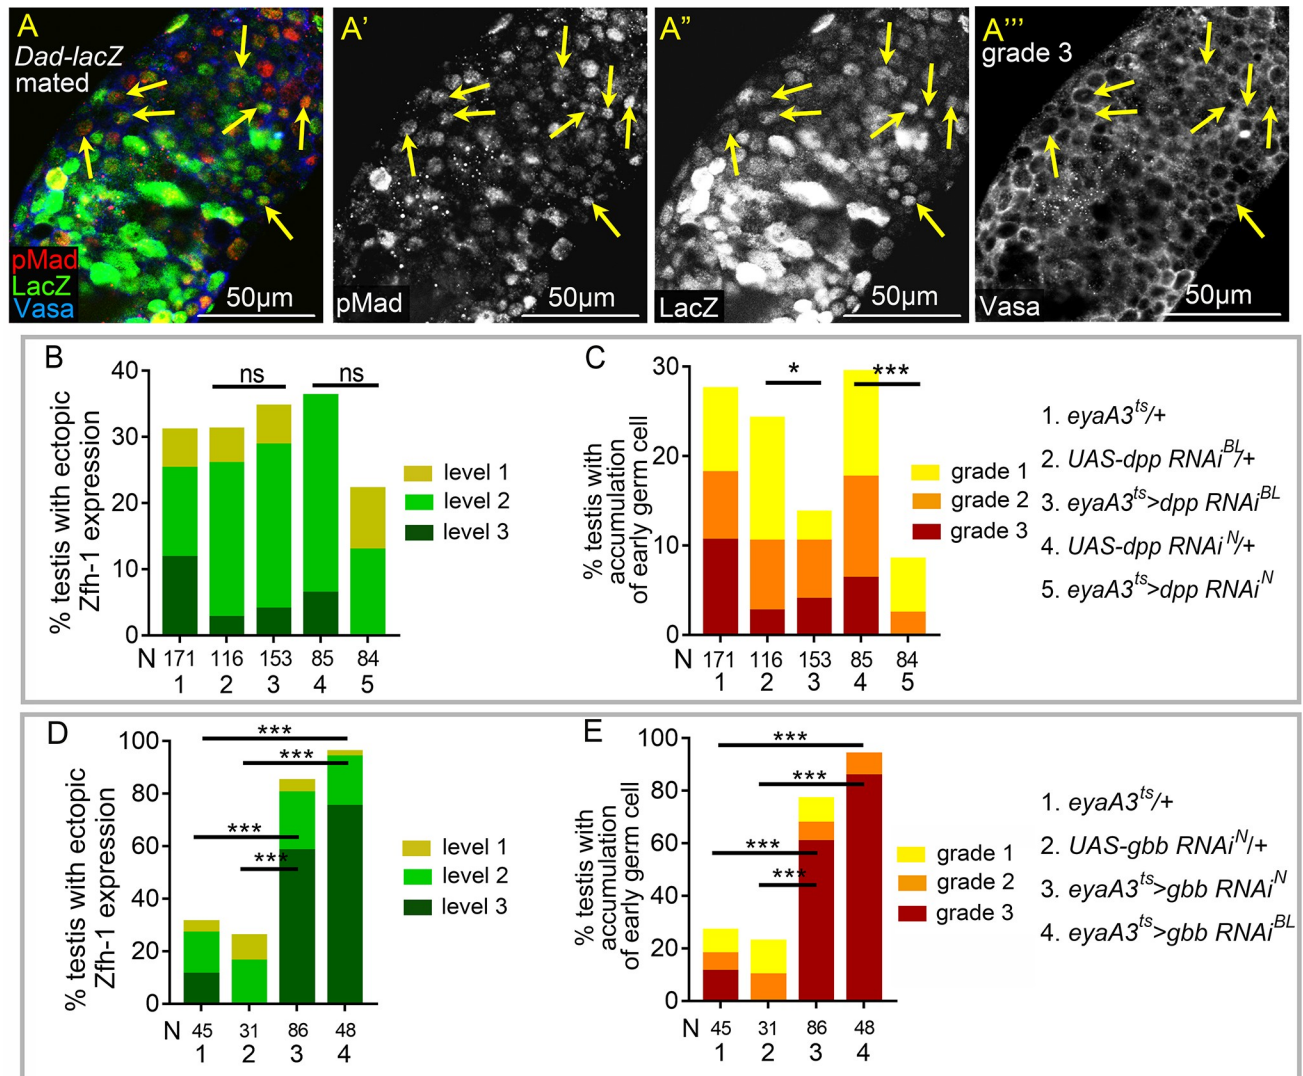 A
Dad-lacZ
mated
pMad
LacZ
Vasa
50µm
A'
pMad
50µm
A"
LacZ
50µm
A'''
grade 3
Vasa
50µm
B
% testis with ectopic
Zfh-1 expression
40
30
20
10
0
ns
ns
level 1
level 2
level 3
N 171 116 153 85 84
1 2 3 4 5
C
% testis with
accumulation
of early germ cell
30
20
10
0
*
***
grade 1
grade 2
grade 3
N 171 116 153 85 84
1 2 3 4 5
1. eyaA3ts/+
2. UAS-dpp RNAiBL/+
3. eyaA3ts>dpp RNAiBL
4. UAS-dpp RNAiN/+
5. eyaA3ts>dpp RNAiN
D
% testis with ectopic
Zfh-1 expression
100
80
60
40
20
0
***
***
***
***
level 1
level 2
level 3
N 45 31 86 48
1 2 3 4
E
% testis with
accumulation
of early germ cell
100
80
60
40
20
0
***
***
***
***
grade 1
grade 2
grade 3
N 45 31 86 48
1 2 3 4
1. eyaA3ts/+
2. UAS-gbb RNAiN/+
3. eyaA3ts>gbb RNAiN
4. eyaA3ts>gbb RNAiBL